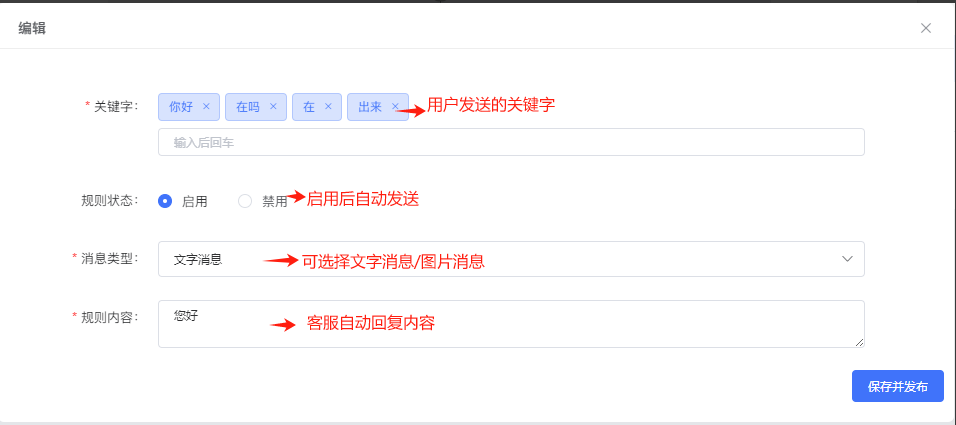 编辑
* 关键字: 你好 × 在吗 × 在 × 出来 × 用户发送的关键字
输入后回车
规则状态: 启用 禁用 启用后自动发送
* 消息类型: 文字消息 可选择文字消息/图片消息
* 规则内容: 您好 客服自动回复内容
保存并发布